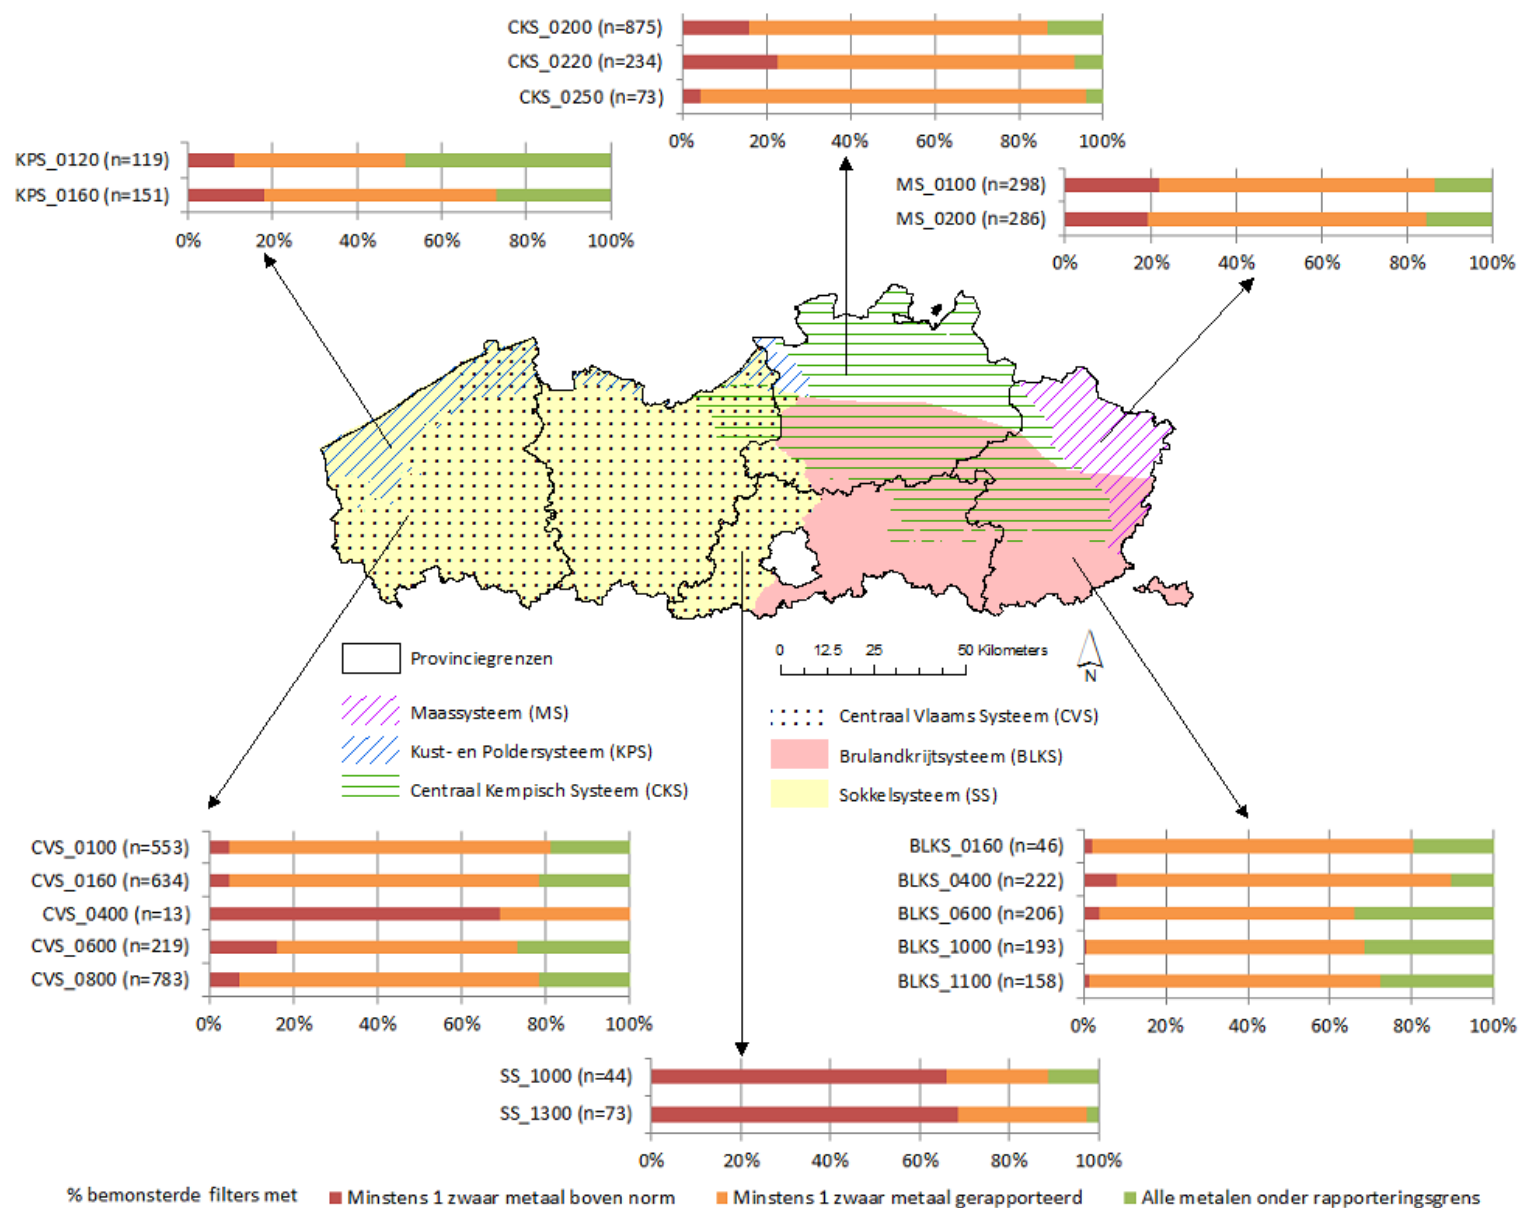 CKS_0200 (n=875)
CKS_0220 (n=234)
CKS_0250 (n=73)
0% 20% 40% 60% 80% 100%
KPS_0120 (n=119)
KPS_0160 (n=151)
0% 20% 40% 60% 80% 100%
MS_0100 (n=298)
MS_0200 (n=286)
0% 20% 40% 60% 80% 100%
Provinciegrenzen
Maassysteem (MS)
Kust- en Poldersysteem (KPS)
Centraal Kempisch Systeem (CKS)
0 12.5 25 50 Kilometers
N
Centraal Vlaams Systeem (CVS)
Brulandkrijtsysteem (BLKS)
Sokkelsysteem (SS)
CVS_0100 (n=553)
CVS_0160 (n=634)
CVS_0400 (n=13)
CVS_0600 (n=219)
CVS_0800 (n=783)
0% 20% 40% 60% 80% 100%
BLKS_0160 (n=46)
BLKS_0400 (n=222)
BLKS_0600 (n=206)
BLKS_1000 (n=193)
BLKS_1100 (n=158)
0% 20% 40% 60% 80% 100%
SS_1000 (n=44)
SS_1300 (n=73)
0% 20% 40% 60% 80% 100%
% bemonsterde filters met Minstens 1 zwaar metaal boven norm Minstens 1 zwaar metaal gerapporteerd Alle metalen onder rapporteringsgrens